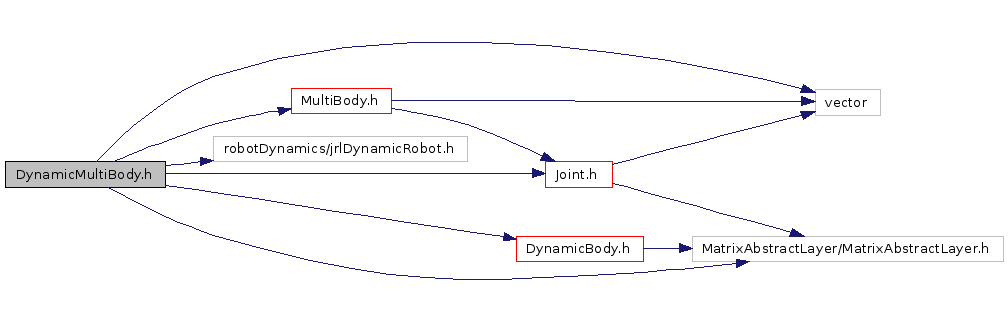 MultiBody.h
vector
robotDynamics/jrlDynamicRobot.h
DynamicMultiBody.h
Joint.h
DynamicBody.h
MatrixAbstractLayer/MatrixAbstractLayer.h